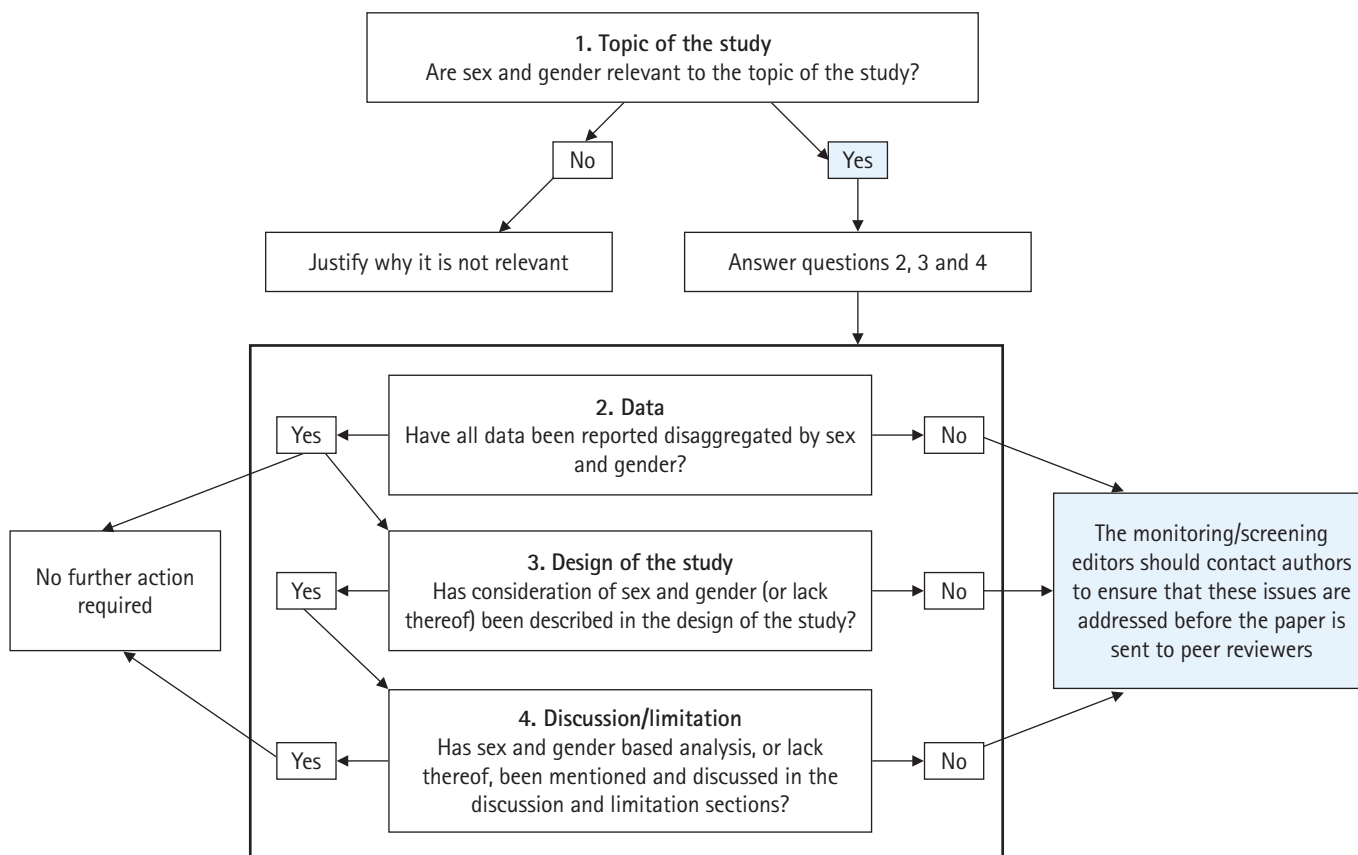 1. Topic of the study
Are sex and gender relevant to the topic of the study?
No
Yes
Justify why it is not relevant
Answer questions 2, 3 and 4
2. Data
Have all data been reported disaggregated by sex
and gender?
Yes
No
No further action
required
3. Design of the study
Has consideration of sex and gender (or lack
thereof) been described in the design of the study?
Yes
No
The monitoring/screening
editors should contact authors
to ensure that these issues are
addressed before the paper is
sent to peer reviewers
4. Discussion/limitation
Has sex and gender based analysis, or lack
thereof, been mentioned and discussed in the
discussion and limitation sections?
Yes
No